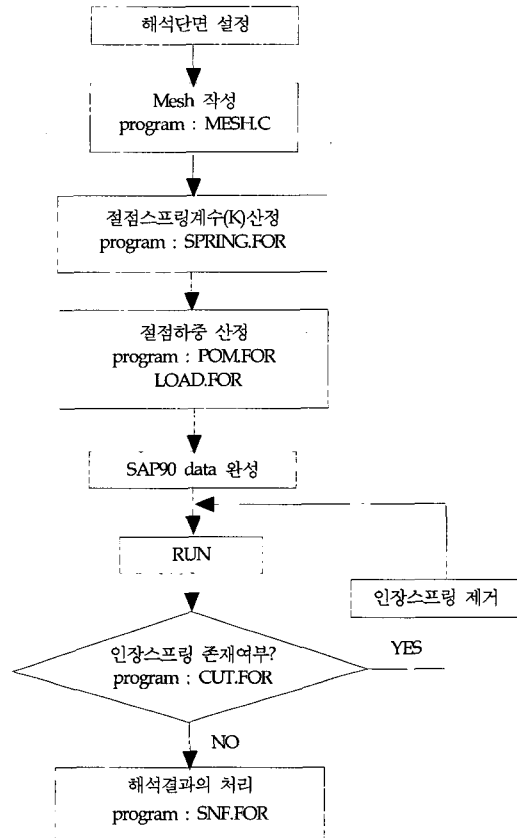 해석단면 설정
Mesh 작성
program : MESH.C
절점스프링계수(K)산정
program : SPRING.FOR
절점하중 산정
program : POM.FOR
LOAD.FOR
SAP90 data 완성
RUN
인장스프링 제거
인장스프링 존재여부?
program : CUT.FOR
YES
NO
해석결과의 처리
program : SNF.FOR